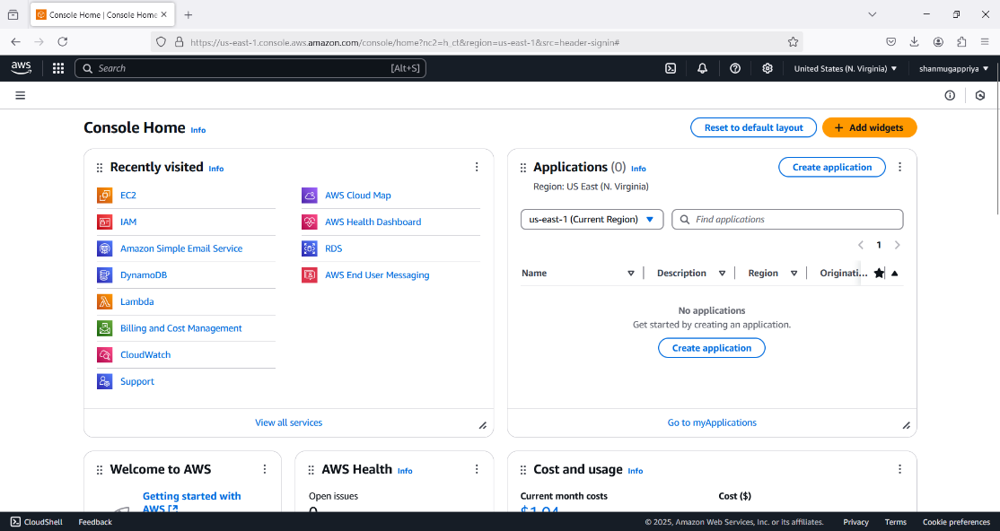 Console Home | Console Home
https://us-east-1.console.aws.amazon.com/console/home?nc2=h_ct&region=us-east-1&src=header-signin#
aws
Search
[Alt+S]
United States (N. Virginia)
shanmugappriya
Console Home Info
Reset to default layout
+ Add widgets
Recently visited Info
EC2
IAM
Amazon Simple Email Service
DynamoDB
Lambda
Billing and Cost Management
CloudWatch
Support
AWS Cloud Map
AWS Health Dashboard
RDS
AWS End User Messaging
View all services
Applications (0) Info
Create application
Region: US East (N. Virginia)
us-east-1 (Current Region)
Find applications
1
Name Description Region Originati...
No applications
Get started by creating an application.
Create application
Go to myApplications
Welcome to AWS
Getting started with
AWS
AWS Health Info
Open issues
0
Cost and usage Info
Current month costs
$1.04
Cost ($)
CloudShell Feedback
© 2025, Amazon Web Services, Inc. or its affiliates. Privacy Terms Cookie preferences